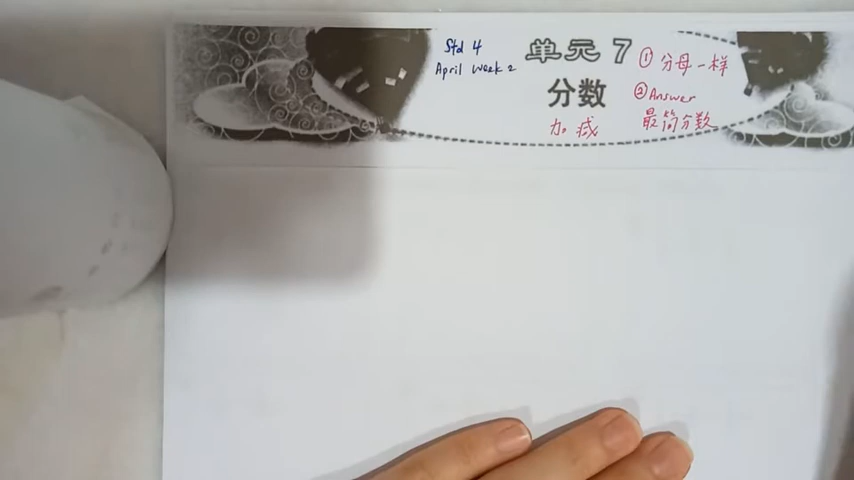 Std 4
April week 2
单元 7
分数
加 减
① 分母一样
② Answer
最简分数